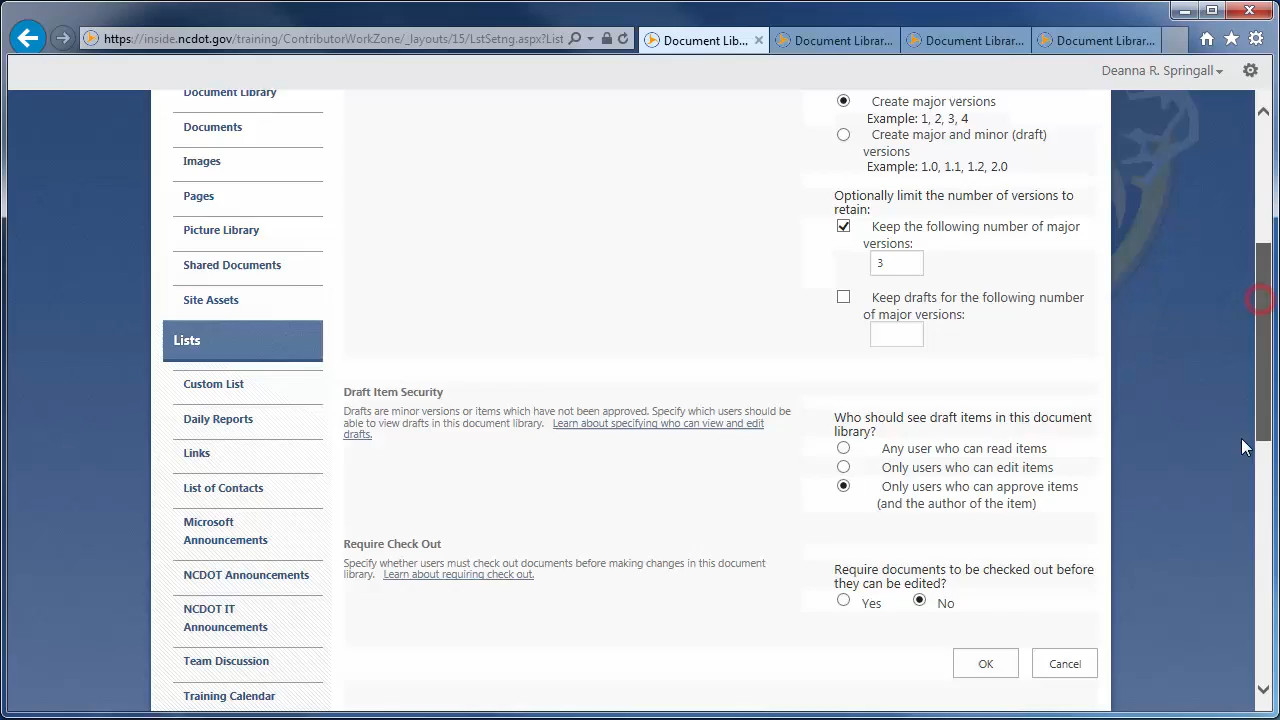 https://inside.ncdot.gov/training/ContributorWorkZone/_layouts/15/LstSetng.aspx?List
Document Lib...
Document Library...
Document Library...
Document Library...
Deanna R. Springall
Document Library
Documents
Images
Pages
Picture Library
Shared Documents
Site Assets
Lists
Custom List
Daily Reports
Links
List of Contacts
Microsoft
Announcements
NCDOT Announcements
NCDOT IT
Announcements
Team Discussion
Training Calendar
Create major versions
Example: 1, 2, 3, 4
Create major and minor (draft)
versions
Example: 1.0, 1.1, 1.2, 2.0
Optionally limit the number of versions to
retain:
Keep the following number of major
versions:
3
Keep drafts for the following number
of major versions:
Draft Item Security
Drafts are minor versions or items which have not been approved. Specify which users should be
able to view drafts in this document library. Learn about specifying who can view and edit
drafts.
Who should see draft items in this document
library?
Any user who can read items
Only users who can edit items
Only users who can approve items
(and the author of the item)
Require Check Out
Specify whether users must check out documents before making changes in this document
library. Learn about requiring check out.
Require documents to be checked out before
they can be edited?
Yes No
OK Cancel